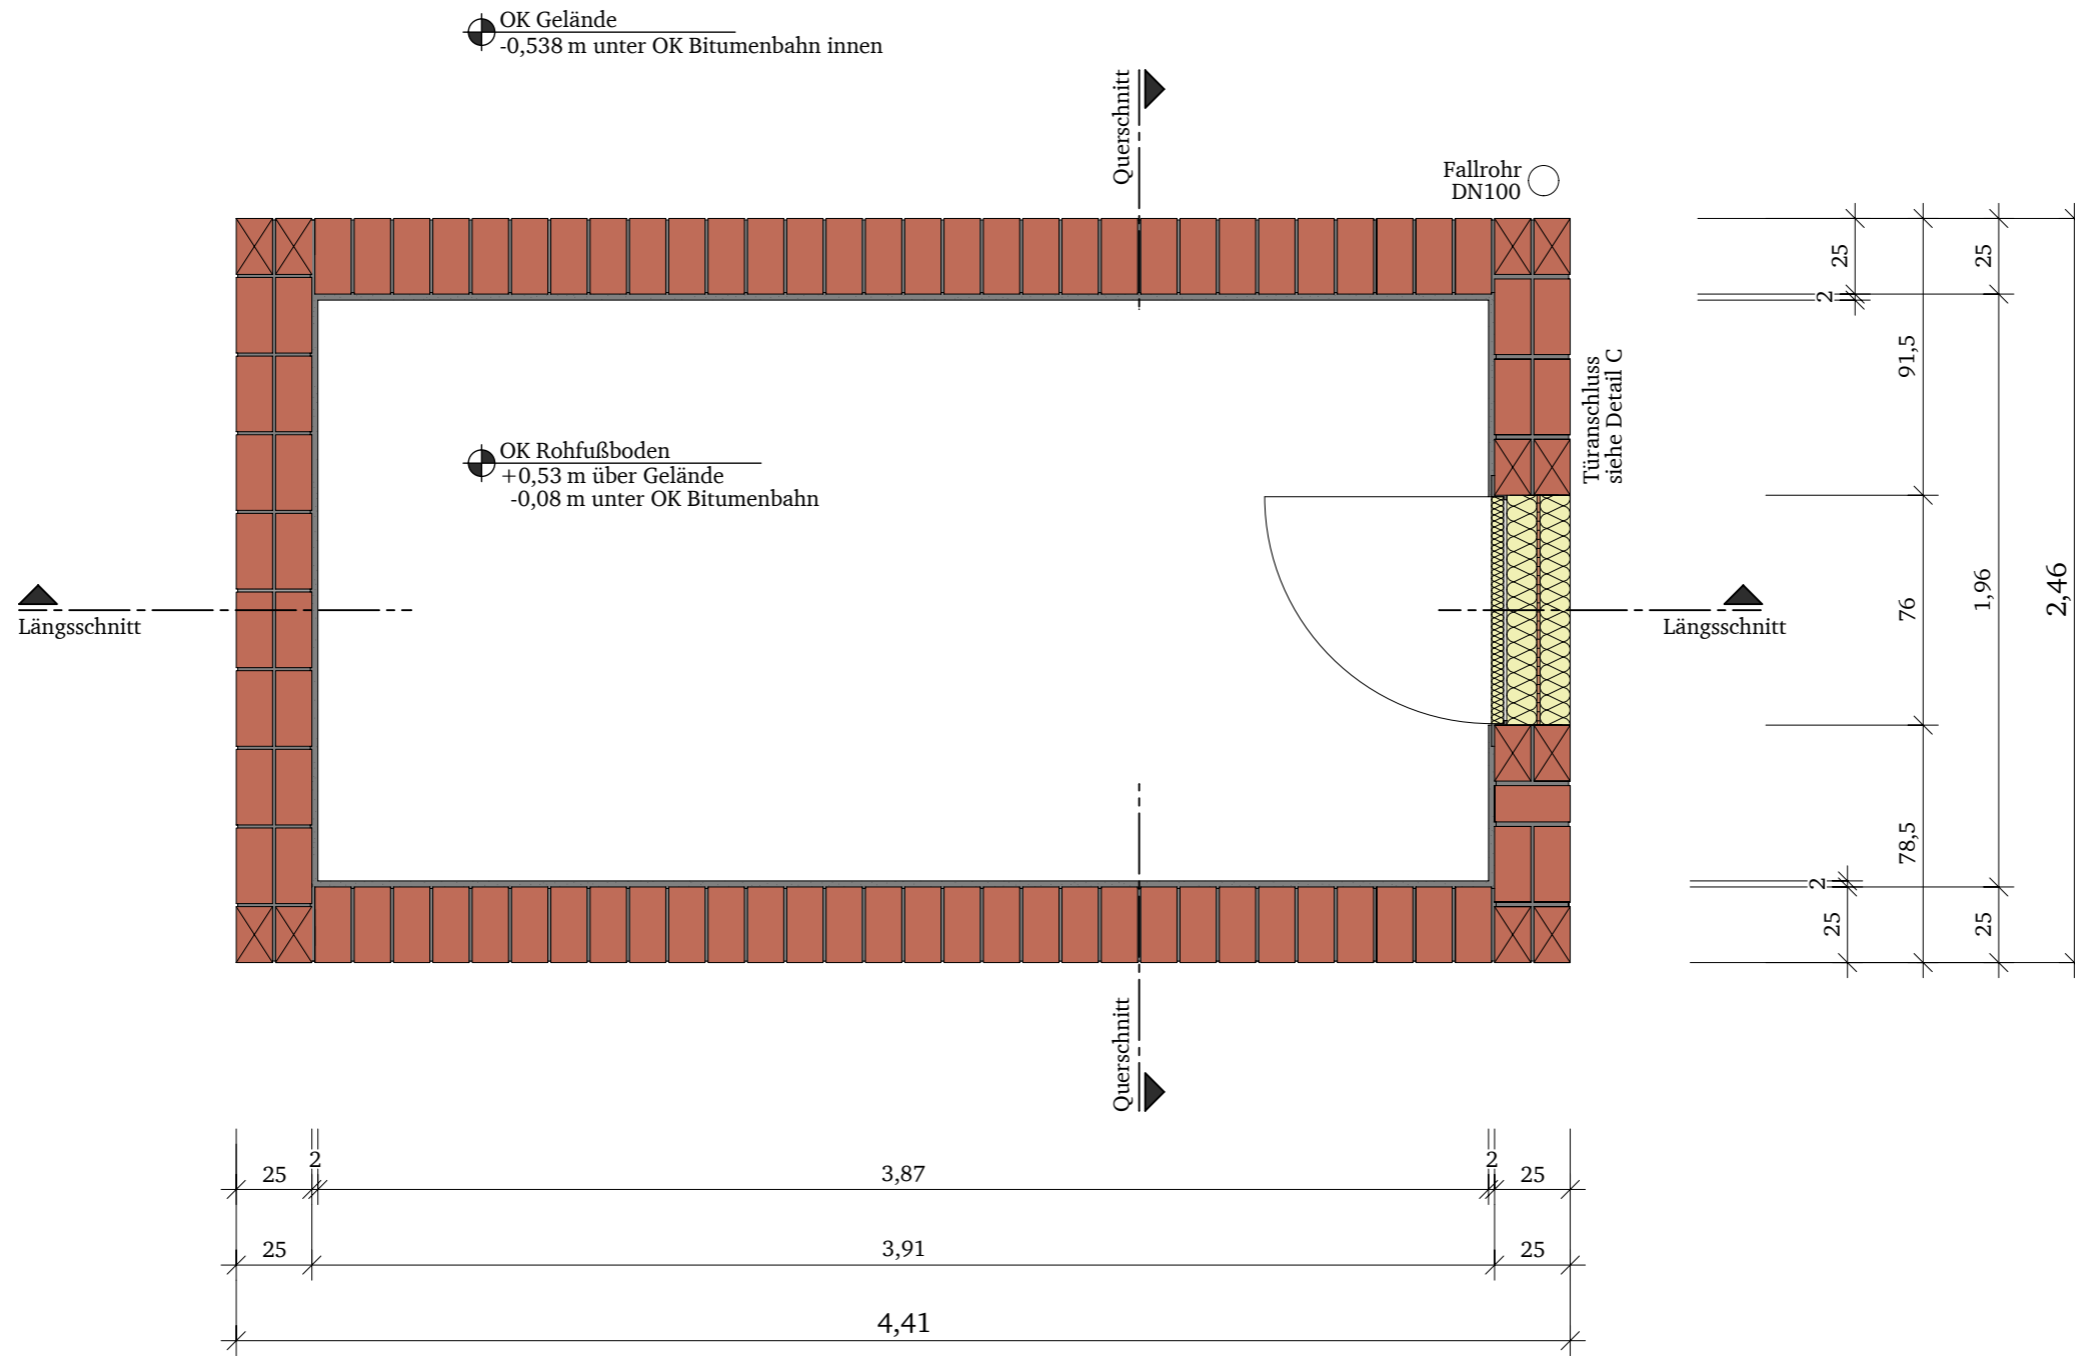 OK Gelände
-0,538 m unter OK Bitumenbahn innen
Querschnitt
Fallrohr
DN100
25
2
91,5
76
78,5
2
25
25
1,96
25
2,46
Türanschluss
siehe Detail C
OK Rohfußboden
+0,53 m über Gelände
-0,08 m unter OK Bitumenbahn
Längsschnitt
Längsschnitt
Querschnitt
25
2
3,87
2
25
25
3,91
25
4,41